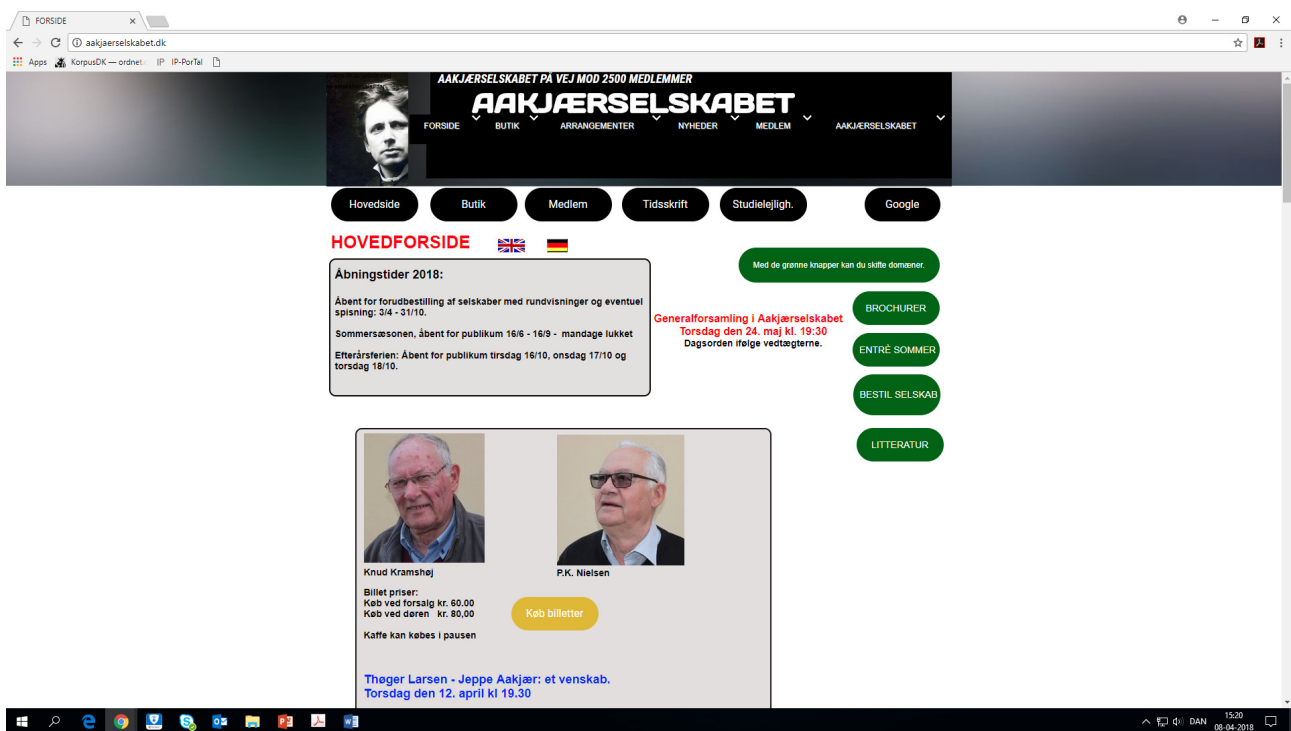 FORSIDE
aakjaerselskabet.dk
Apps KorpusDK — ordnet. IP IP-PorTal
AAKJÆRSELSKABET PÅ VEJ MOD 2500 MEDLEMMER
AAKJÆRSELSKABET
FORSIDE BUTIK ARRANGEMENTER NYHEDER MEDLEM AAKJÆRSELSKABET
Hovedside Butik Medlem Tidsskrift Studielejligh. Google
HOVEDFORSIDE
Med de grønne knapper kan du skifte domæner.
Åbningstider 2018:
Åbent for forudbestilling af selskaber med rundvisninger og eventuel
spisning: 3/4 - 31/10.
Sommersæsonen, åbent for publikum 16/6 - 16/9 - mandage lukket
Efterårsferien: Åbent for publikum tirsdag 16/10, onsdag 17/10 og
torsdag 18/10.
Generalforsamling i Aakjærselskabet
Torsdag den 24. maj kl. 19:30
Dagsorden ifølge vedtægterne.
BROCHURER
ENTRÈ SOMMER
BESTIL SELSKAB
LITTERATUR
Knud Kramshøj P.K. Nielsen
Billet priser:
Køb ved forsalg kr. 60.00
Køb ved døren kr. 80,00
Køb billetter
Kaffe kan købes i pausen
Thøger Larsen - Jeppe Aakjær: et venskab.
Torsdag den 12. april kl 19.30
DAN
15:20
08-04-2018